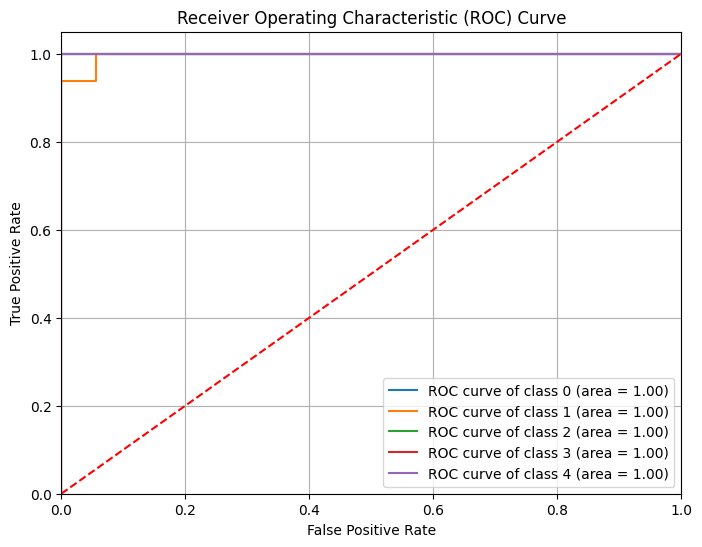 Receiver Operating Characteristic (ROC) Curve
1.0
0.8
0.6
0.4
0.2
0.0
True Positive Rate
ROC curve of class 0 (area = 1.00)
ROC curve of class 1 (area = 1.00)
ROC curve of class 2 (area = 1.00)
ROC curve of class 3 (area = 1.00)
ROC curve of class 4 (area = 1.00)
0.0 0.2 0.4 0.6 0.8 1.0
False Positive Rate